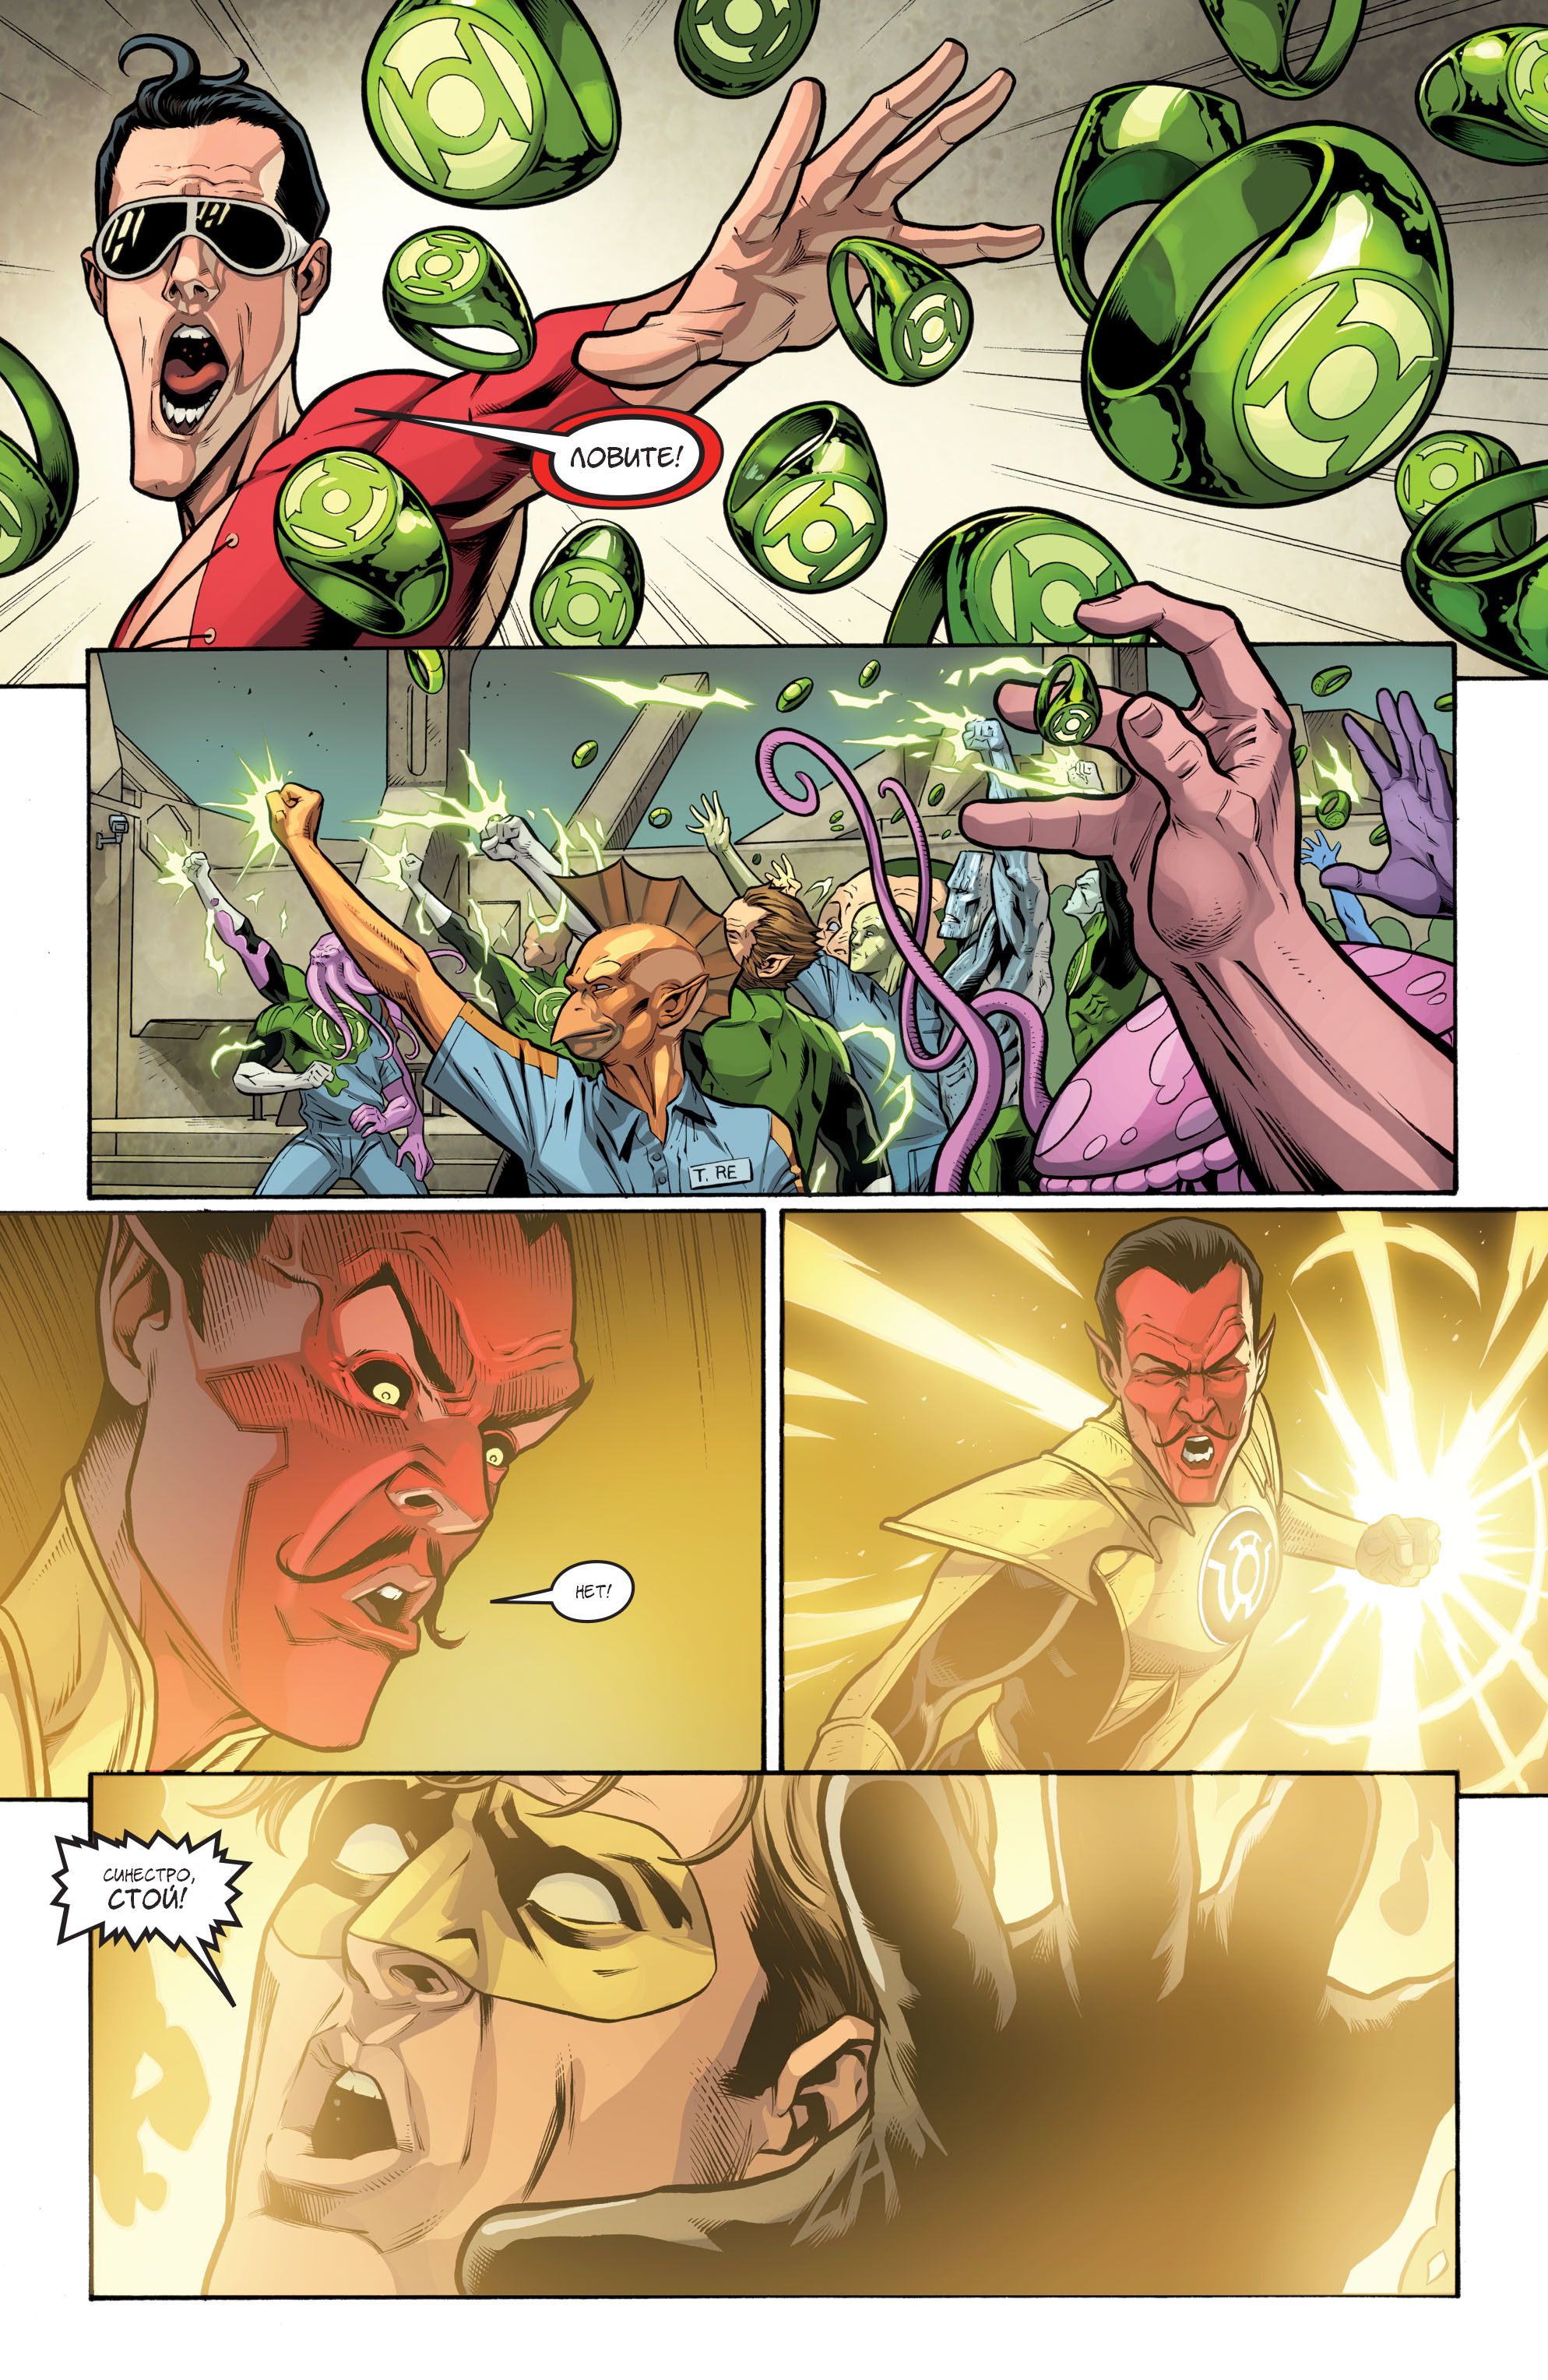 ЛОВИТЕ!
T. RE
НЕТ!
СИНЕСТРО,
СТОЙ!